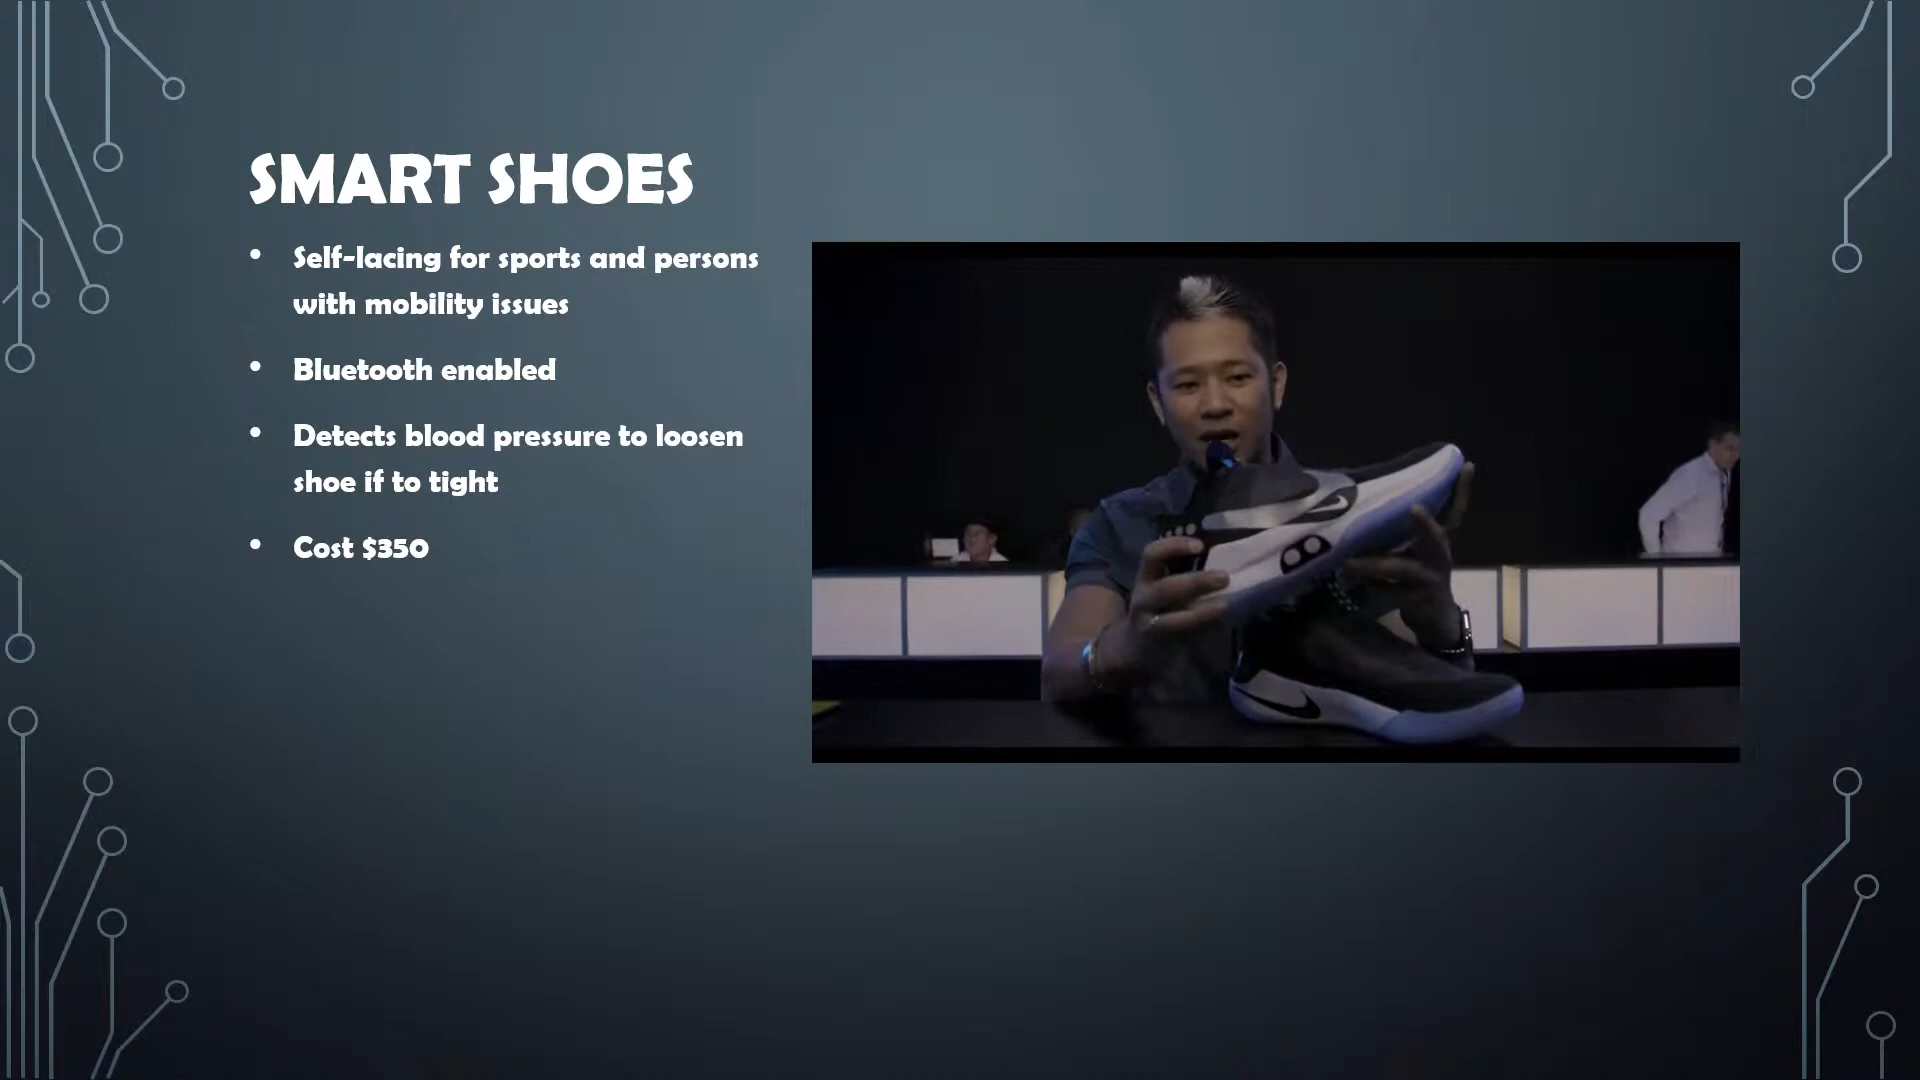 SMART SHOES
• Self-lacing for sports and persons
with mobility issues
• Bluetooth enabled
• Detects blood pressure to loosen
shoe if to tight
• Cost $350